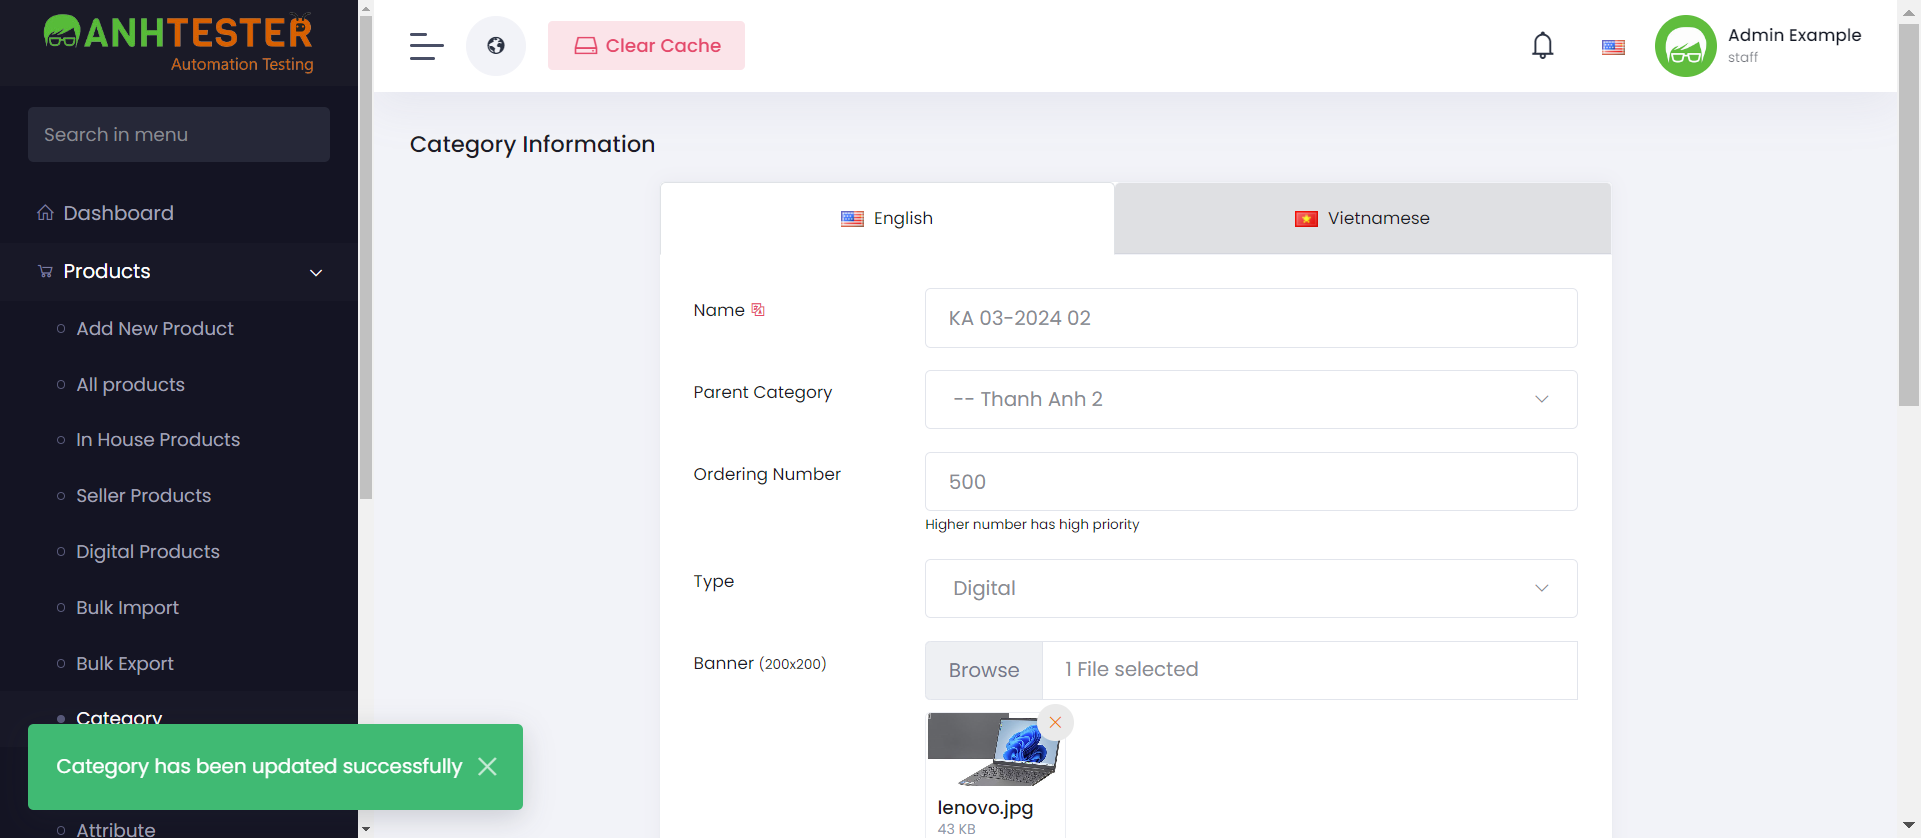 ANHTESTER
Automation Testing
Search in menu
Dashboard
Products
Add New Product
All products
In House Products
Seller Products
Digital Products
Bulk Import
Bulk Export
Category
Attribute
Clear Cache
Admin Example
staff
Category Information
English
Vietnamese
Name
KA 03-2024 02
Parent Category
-- Thanh Anh 2
Ordering Number
500
Higher number has high priority
Type
Digital
Banner (200x200)
Browse
1 File selected
lenovo.jpg
43 KB
Category has been updated successfully